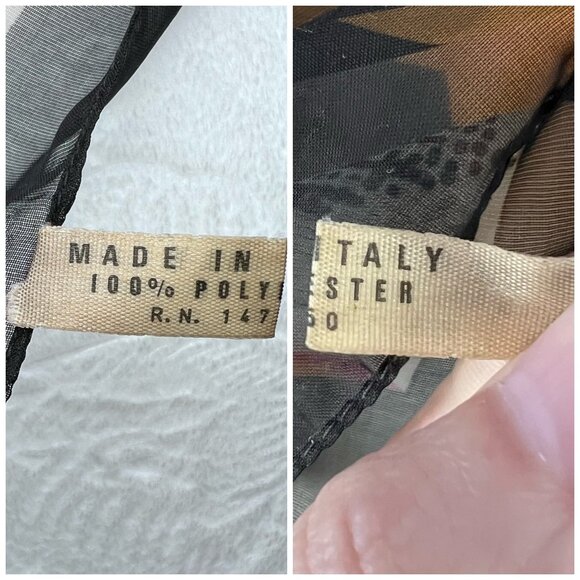 MADE IN
100% POLY
R.N. 147
ITALY
ESTER
50